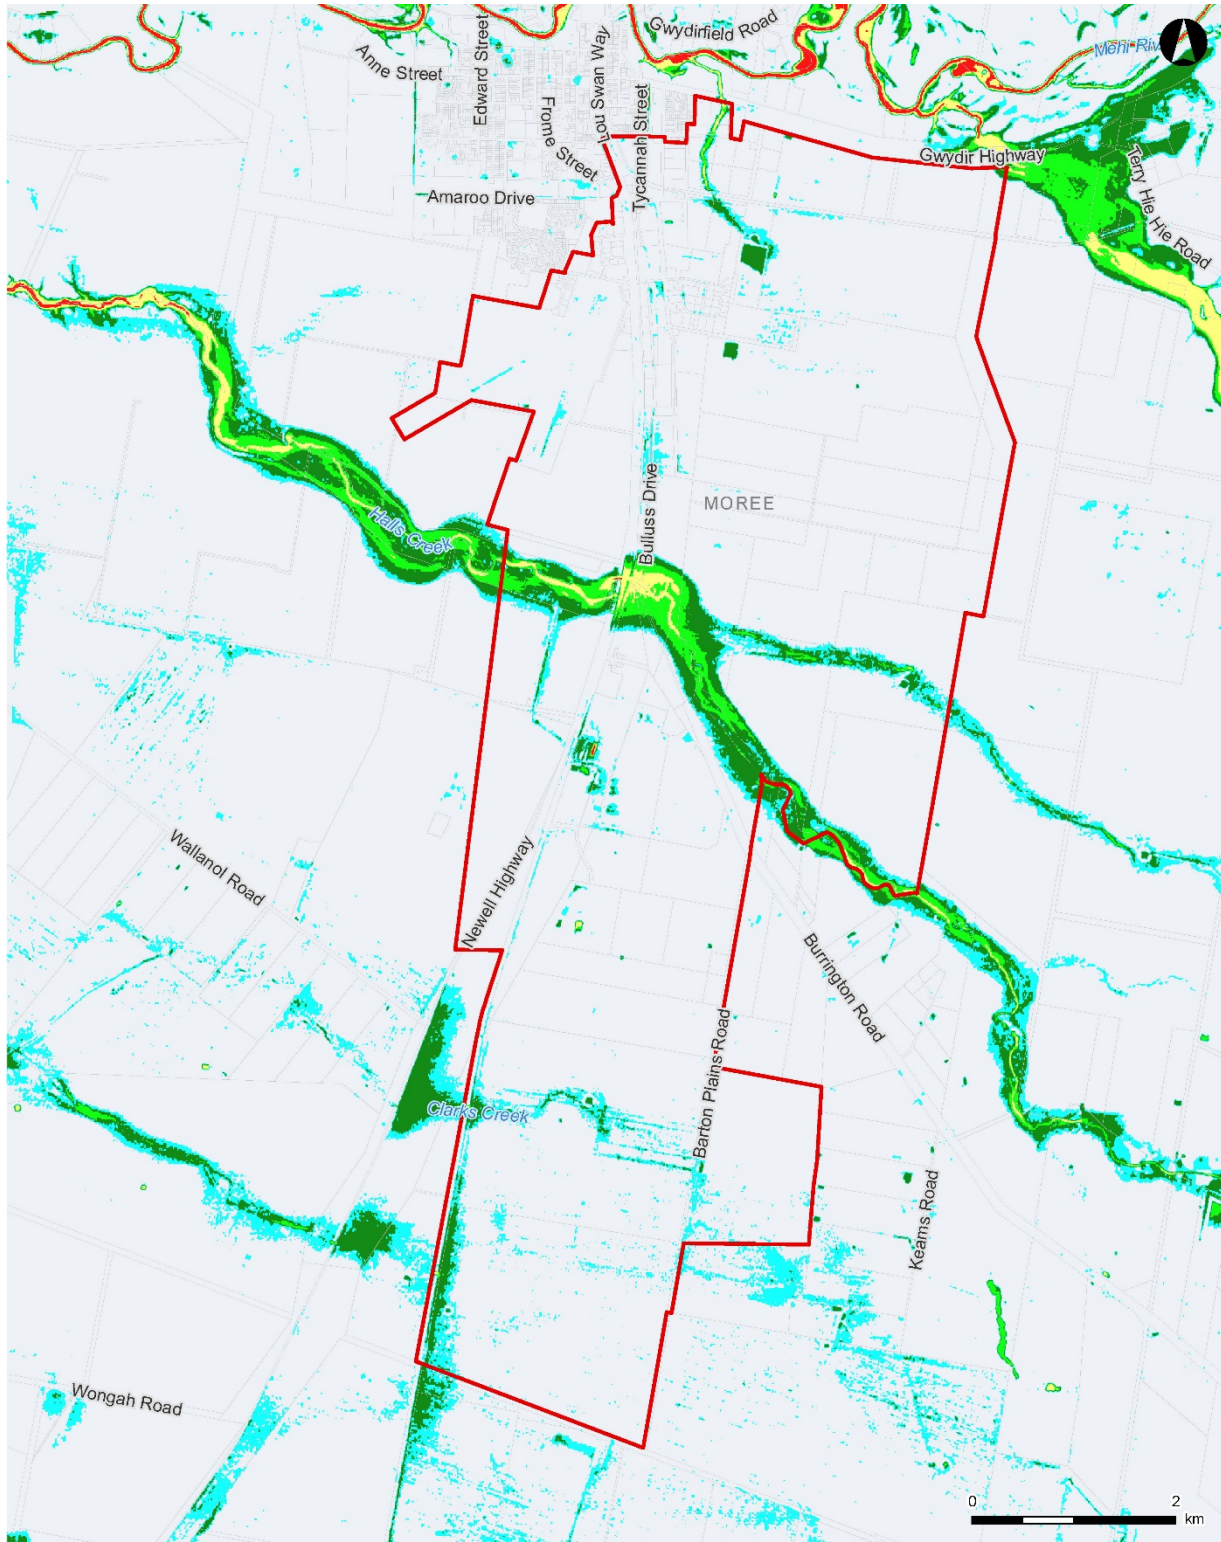 Gwydirfield Road
Mehi Riv
Anne Street
Edward Street
Lou Swan Way
Frome Street
Tycannah Street
Gwydir Highway
Terry Hie Hie Road
Amaroo Drive
Bulluss Drive
MOREE
Halls Creek
Wallanol Road
Newell Highway
Burrington Road
Barton Plains Road
Clarks Creek
Keams Road
Wongah Road
0 2
km